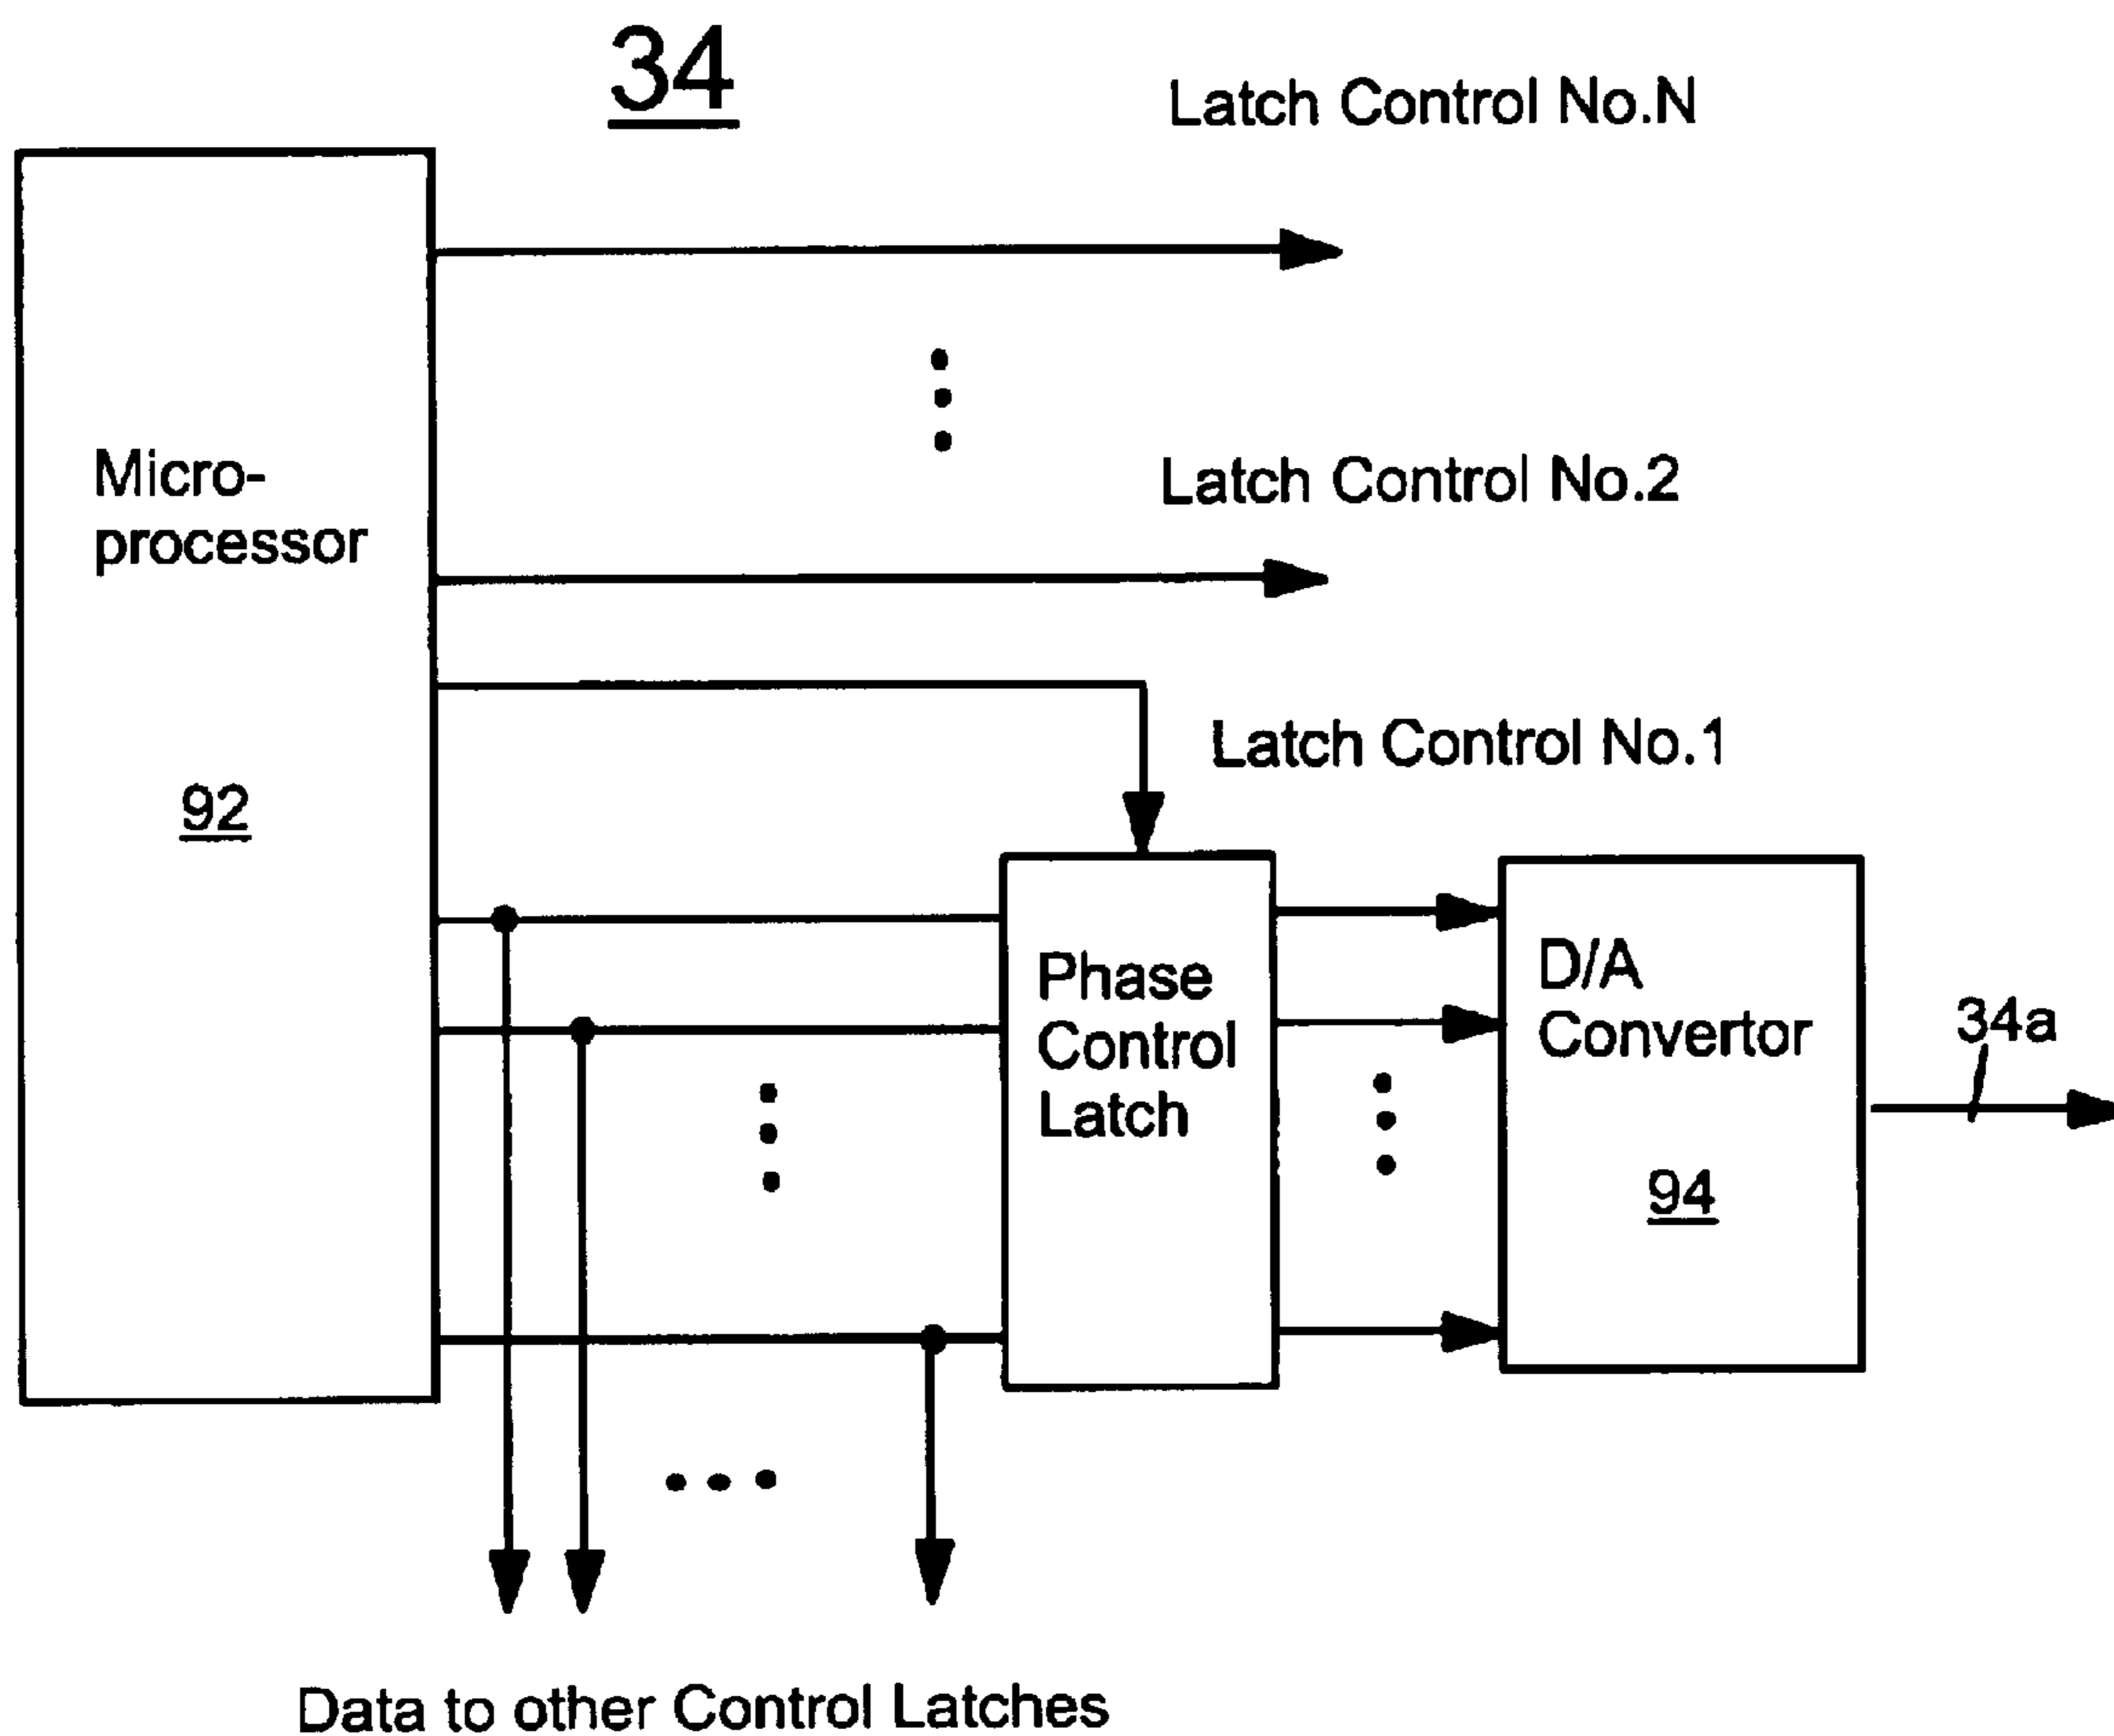 34
Latch Control No.N
Micro-
processor
Latch Control No.2
Latch Control No.1
92
Phase
Control
Latch
D/A
Convertor
94
34a
Data to other Control Latches